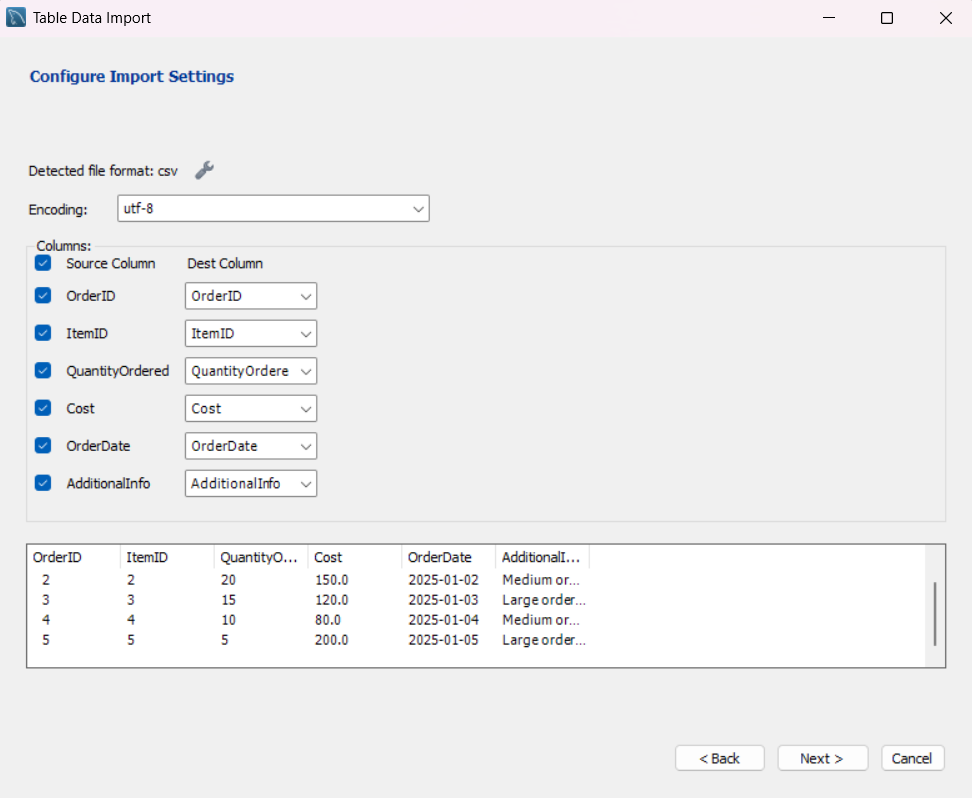 Table Data Import
Configure Import Settings
Detected file format: csv
Encoding: utf-8
Columns:
Source Column Dest Column
OrderID OrderID
ItemID ItemID
QuantityOrdered QuantityOrdere
Cost Cost
OrderDate OrderDate
AdditionalInfo AdditionalInfo
OrderID ItemID QuantityO... Cost OrderDate AdditionalI...
2 2 20 150.0 2025-01-02 Medium or...
3 3 15 120.0 2025-01-03 Large order...
4 4 10 80.0 2025-01-04 Medium or...
5 5 5 200.0 2025-01-05 Large order...
< Back Next > Cancel